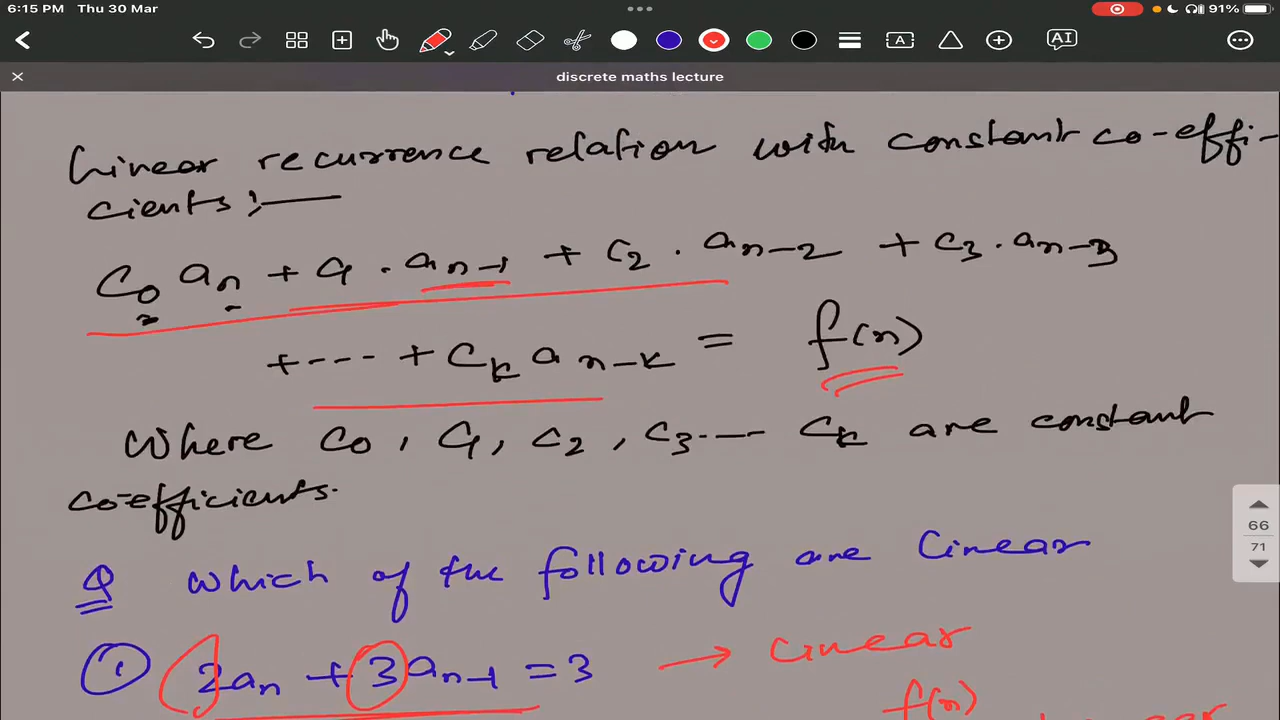 6:15 PM Thu 30 Mar
91%
A
AI
discrete maths lecture
Linear recurrence relation with constant co-effi-
cients :—
C₀ aₙ + C₁ . aₙ₋₁ + C₂ . aₙ₋₂ + C₃ . aₙ₋₃
+---- + Cₖ aₙ₋ₖ = f(n)
Where C₀, C₁, C₂, C₃---- Cₖ are constant
co-efficients.
Q Which of the following are linear
① 2aₙ + 3aₙ₋₁ = 3 → linear
f(n)
66
71